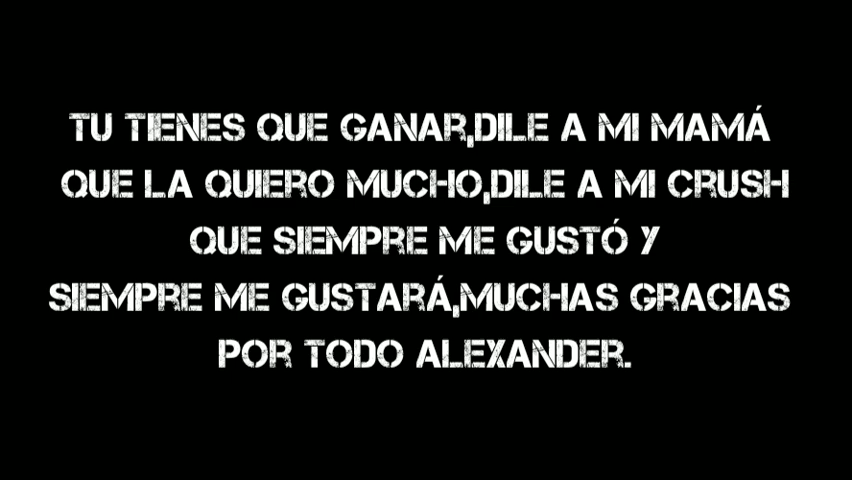 TU TIENES QUE GANAR,DILE A MI MAMÁ
QUE LA QUIERO MUCHO,DILE A MI CRUSH
QUE SIEMPRE ME GUSTÓ Y
SIEMPRE ME GUSTARÁ,MUCHAS GRACIAS
POR TODO ALEXANDER.